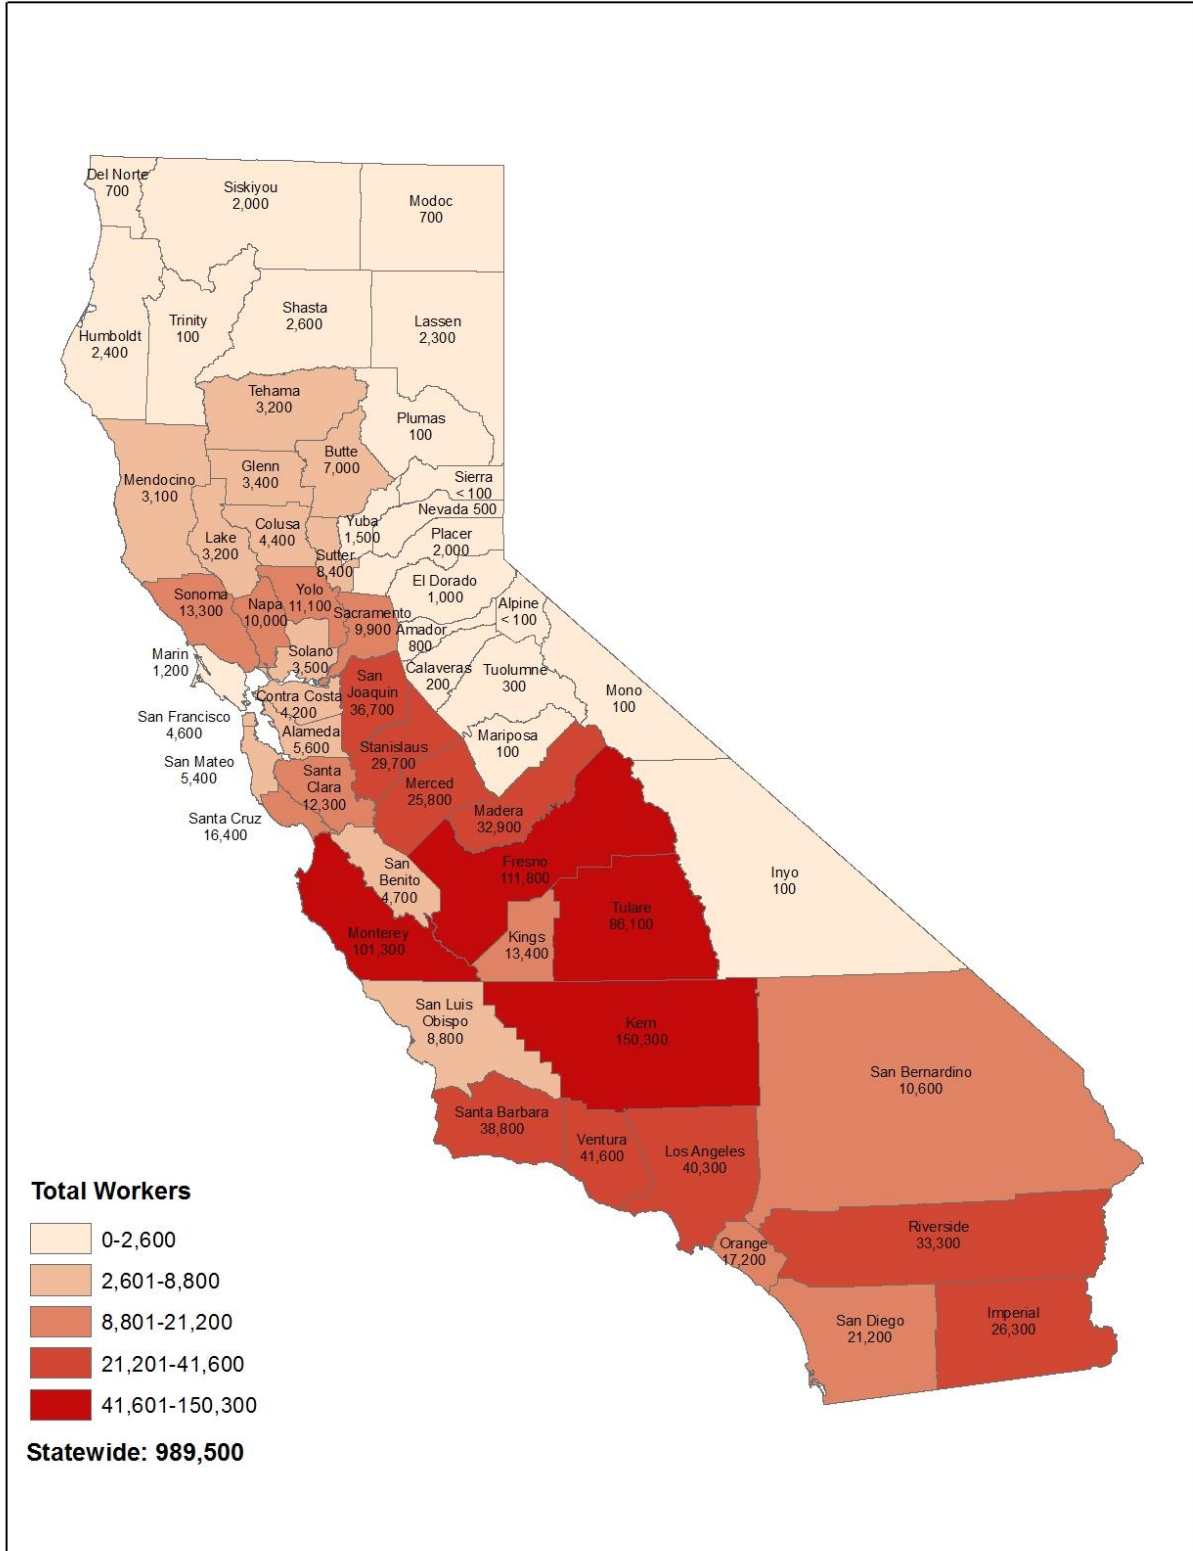 Del Norte
700
Siskiyou
2,000
Modoc
700
Humboldt
2,400
Trinity
100
Shasta
2,600
Lassen
2,300
Tehama
3,200
Plumas
100
Mendocino
3,100
Glenn
3,400
Butte
7,000
Sierra
< 100
Nevada 500
Lake
3,200
Colusa
4,400
Yuba
1,500
Placer
2,000
Sutter
8,400
El Dorado
1,000
Alpine
< 100
Sonoma
13,300
Napa
10,000
Yolo
11,100
Sacramento
9,900
Amador
800
Marin
1,200
Solano
3,500
Calaveras
200
Tuolumne
300
Mono
100
San Francisco
4,600
Contra Costa
4,200
San
Joaquin
36,700
Alameda
5,600
Stanislaus
29,700
Mariposa
100
San Mateo
5,400
Santa
Clara
12,300
Merced
25,800
Madera
32,900
Santa Cruz
16,400
San
Benito
4,700
Fresno
111,800
Inyo
100
Monterey
101,300
Kings
13,400
Tulare
86,100
San Luis
Obispo
8,800
Kern
150,300
San Bernardino
10,600
Santa Barbara
38,800
Ventura
41,600
Los Angeles
40,300
Orange
17,200
Riverside
33,300
San Diego
21,200
Imperial
26,300
Total Workers
0-2,600
2,601-8,800
8,801-21,200
21,201-41,600
41,601-150,300
Statewide: 989,500